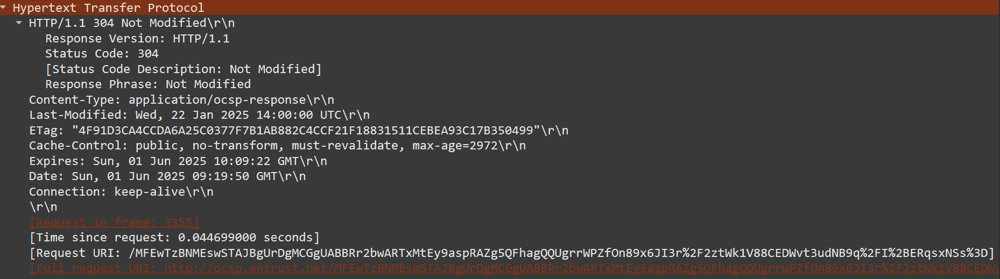 Hypertext Transfer Protocol
HTTP/1.1 304 Not Modified\r\n
Response Version: HTTP/1.1
Status Code: 304
[Status Code Description: Not Modified]
Response Phrase: Not Modified
Content-Type: application/ocsp-response\r\n
Last-Modified: Wed, 22 Jan 2025 14:00:00 UTC\r\n
ETag: "4F91D3CA4CCDA6A25C0377F7B1AB882C4CCF21F18831511CEBEA93C17B350499"\r\n
Cache-Control: public, no-transform, must-revalidate, max-age=2972\r\n
Expires: Sun, 01 Jun 2025 10:09:22 GMT\r\n
Date: Sun, 01 Jun 2025 09:19:50 GMT\r\n
Connection: keep-alive\r\n
\r\n
[Request in frame: 3355]
[Time since request: 0.044699000 seconds]
[Request URI: /MFEwTzBNMEswSTAJBgUrDgMCGgUABBRr2bwARTxMtEy9aspRAZg5QFhagQQUgrrWPZfOn89x6JI3r%2F2ztWk1V88CEDWvt3udNB9q%2FI%2BERqsxNSs%3D]
[Full request URI: http://ocsp.entrust.net/MFEwTzBNMEswSTAJBgUrDgMCGgUABBRr2bwARTxMtEy9aspRAZg5QFhagQQUgrrWPZfOn89x6JI3r%2F2ztWk1V88CEDW